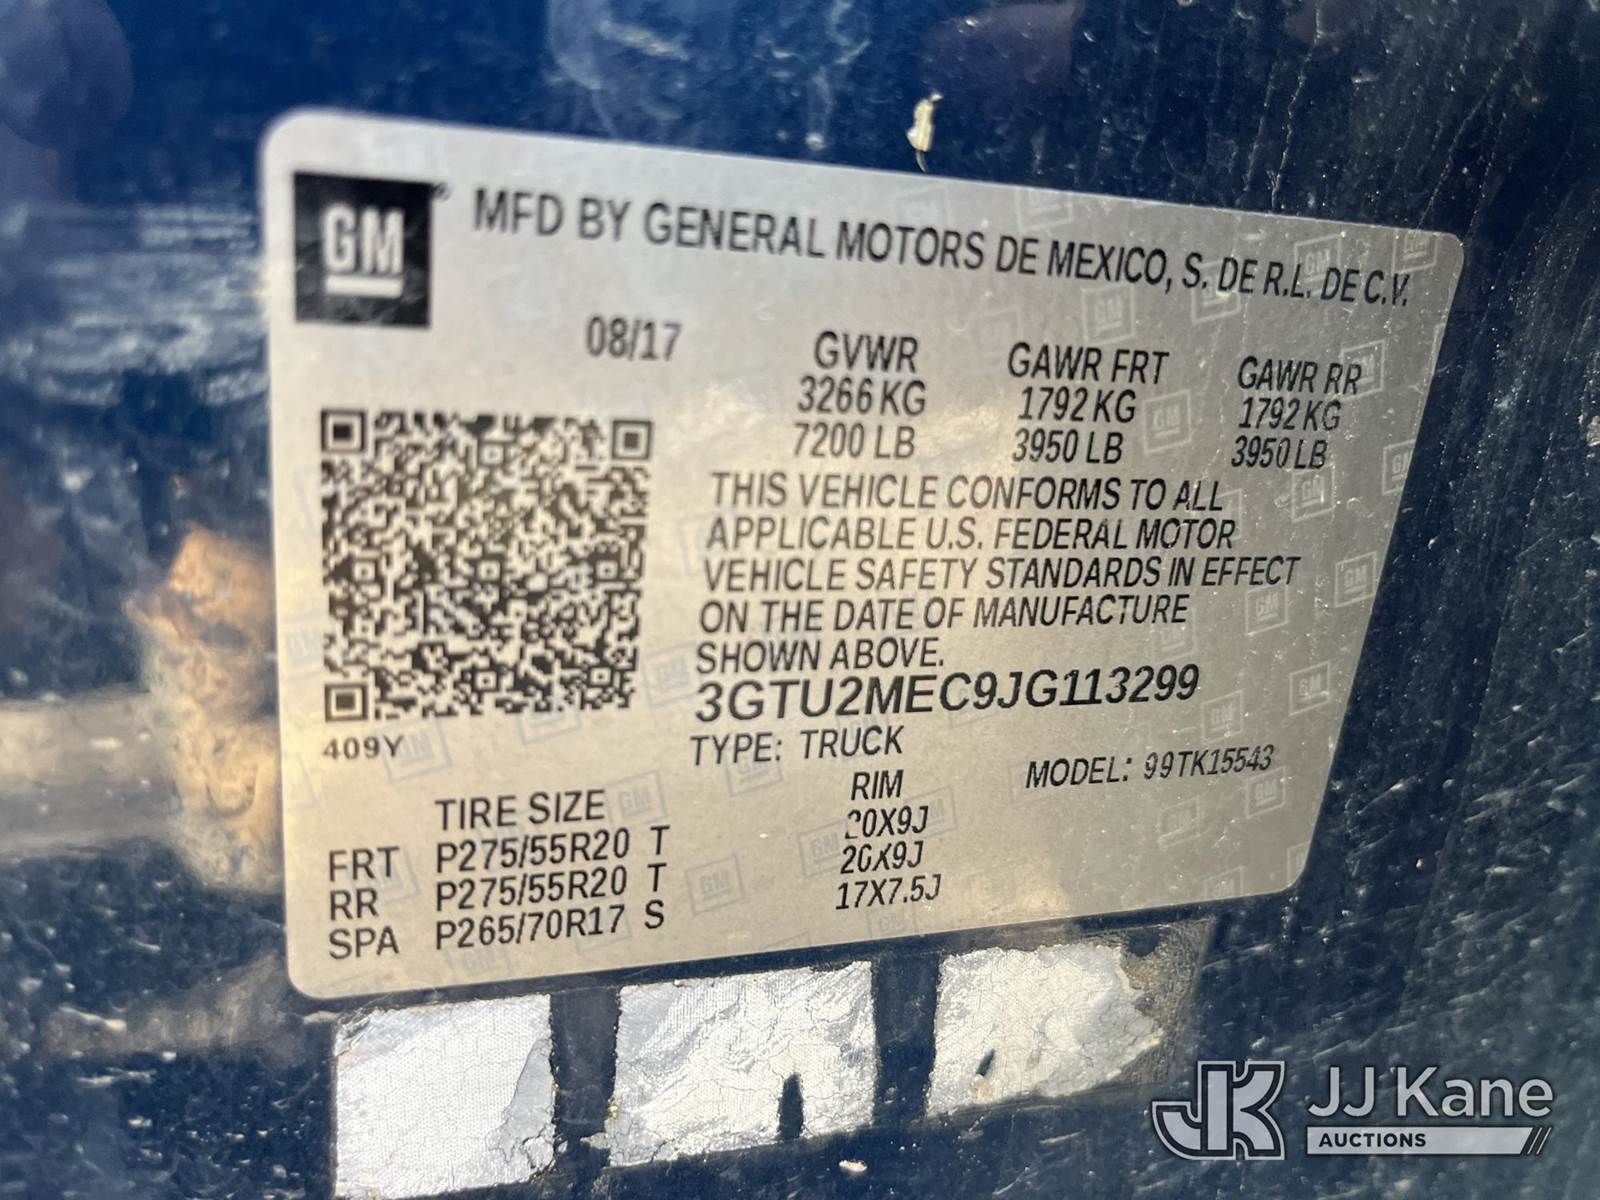 GM® MFD BY GENERAL MOTORS DE MEXICO, S. DE R.L. DE C.V.
08/17 GVWR GAWR FRT GAWR RR
3266 KG 1792 KG 1792 KG
7200 LB 3950 LB 3950 LB
THIS VEHICLE CONFORMS TO ALL
APPLICABLE U.S. FEDERAL MOTOR
VEHICLE SAFETY STANDARDS IN EFFECT
ON THE DATE OF MANUFACTURE
SHOWN ABOVE.
3GTU2MEC9JG113299
409Y TYPE: TRUCK MODEL: 99TK15543
TIRE SIZE RIM
FRT P275/55R20 T 20X9J
RR P275/55R20 T 20X9J
SPA P265/70R17 S 17X7.5J
JK JJ Kane
AUCTIONS